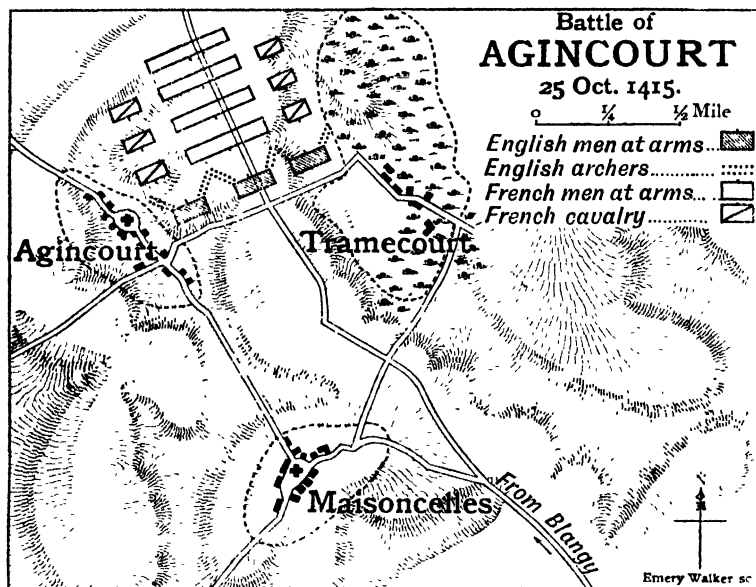 Battle of
AGINCOURT
25 Oct. 1415.
0 ¼ ½ Mile
English men at arms...
English archers......
French men at arms...
French cavalry.........
Agincourt
Tramecourt
Maisoncelles
From Blangy
N
Emery Walker sc